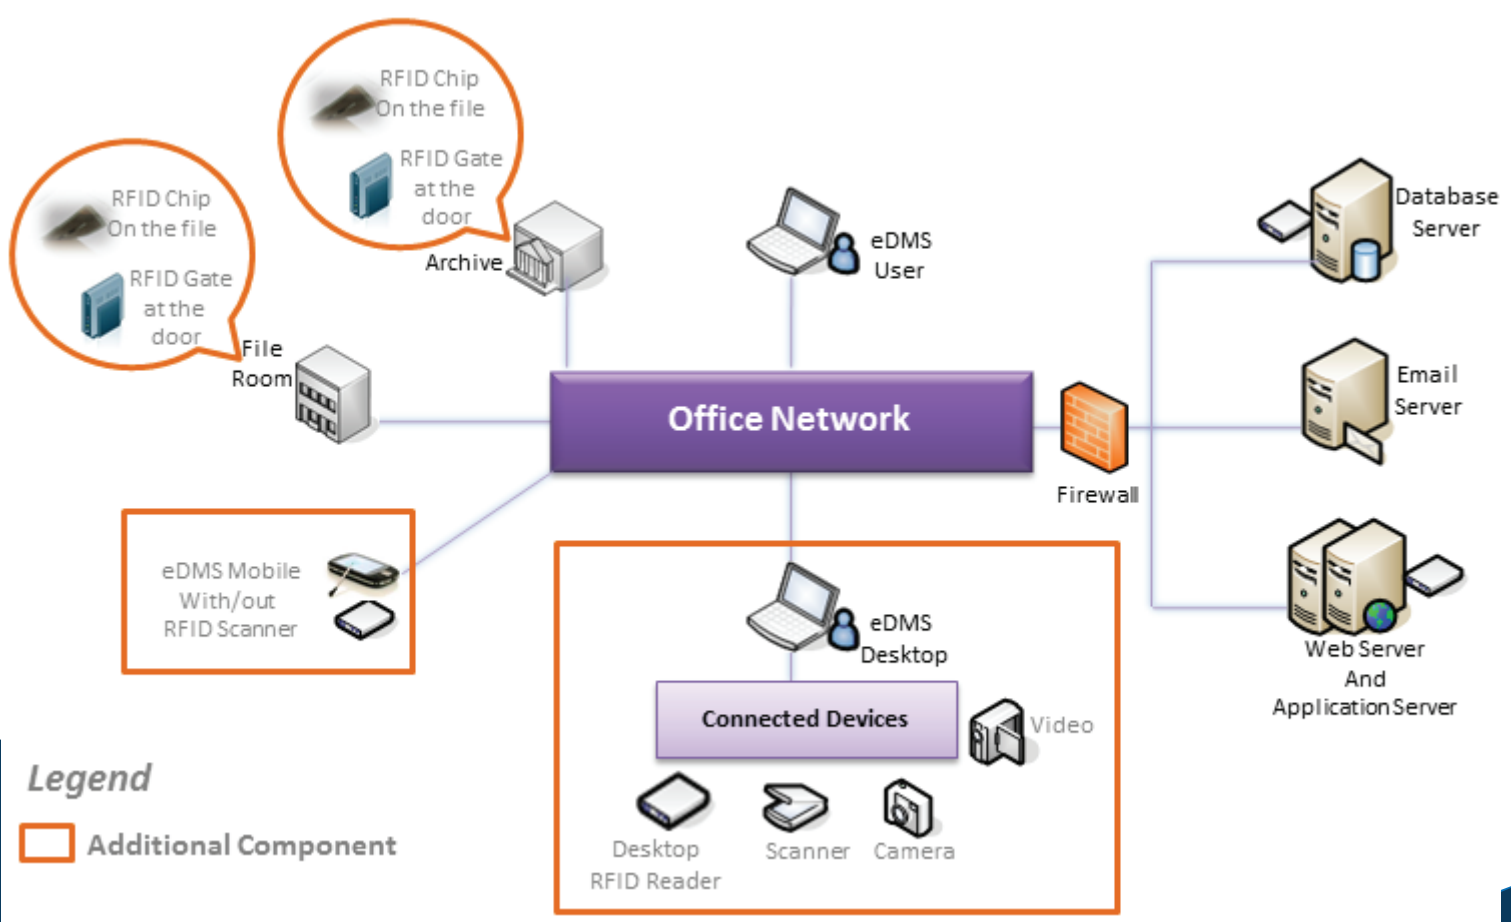 RFID Chip
On the file
RFID Gate
at the
door
Archive
RFID Chip
On the file
RFID Gate
at the
door
File
Room
eDMS
User
Database
Server
Office Network
Firewall
Email
Server
eDMS Mobile
With/out
RFID Scanner
eDMS
Desktop
Web Server
And
Application Server
Connected Devices
Video
Desktop
RFID Reader
Scanner
Camera
Legend
Additional Component